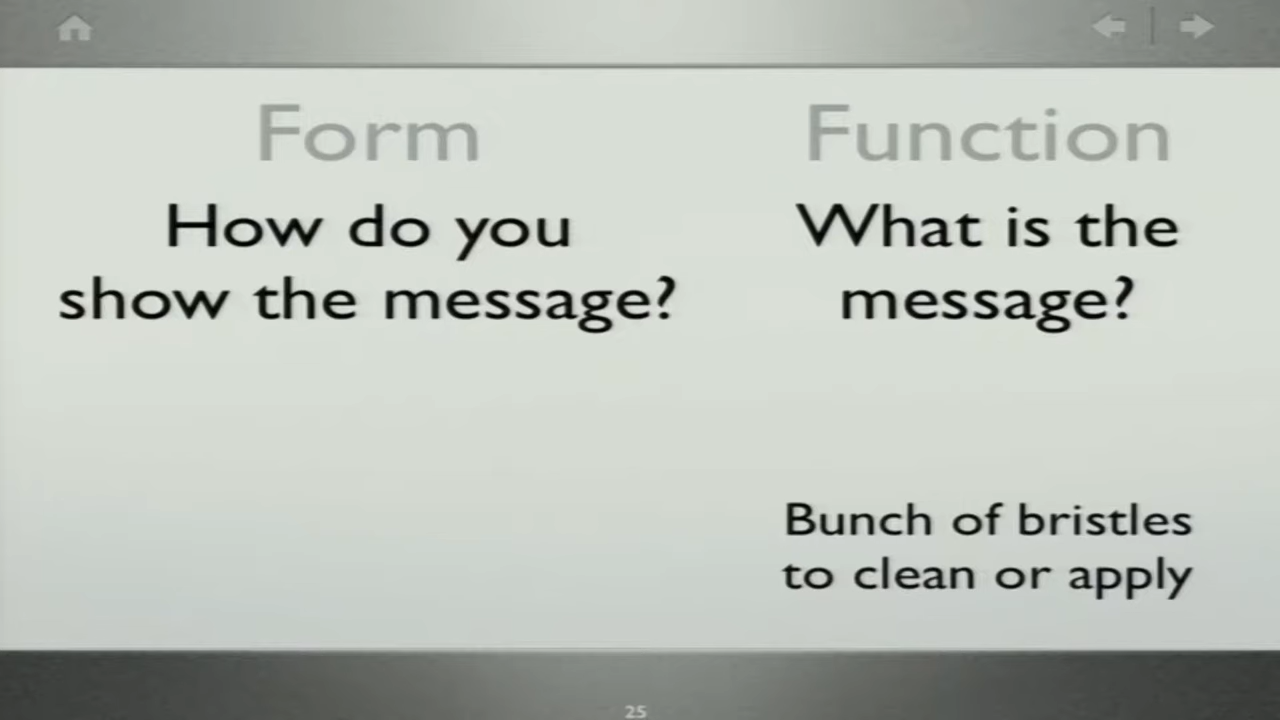 Form
How do you
show the message?
Function
What is the
message?
Bunch of bristles
to clean or apply
25